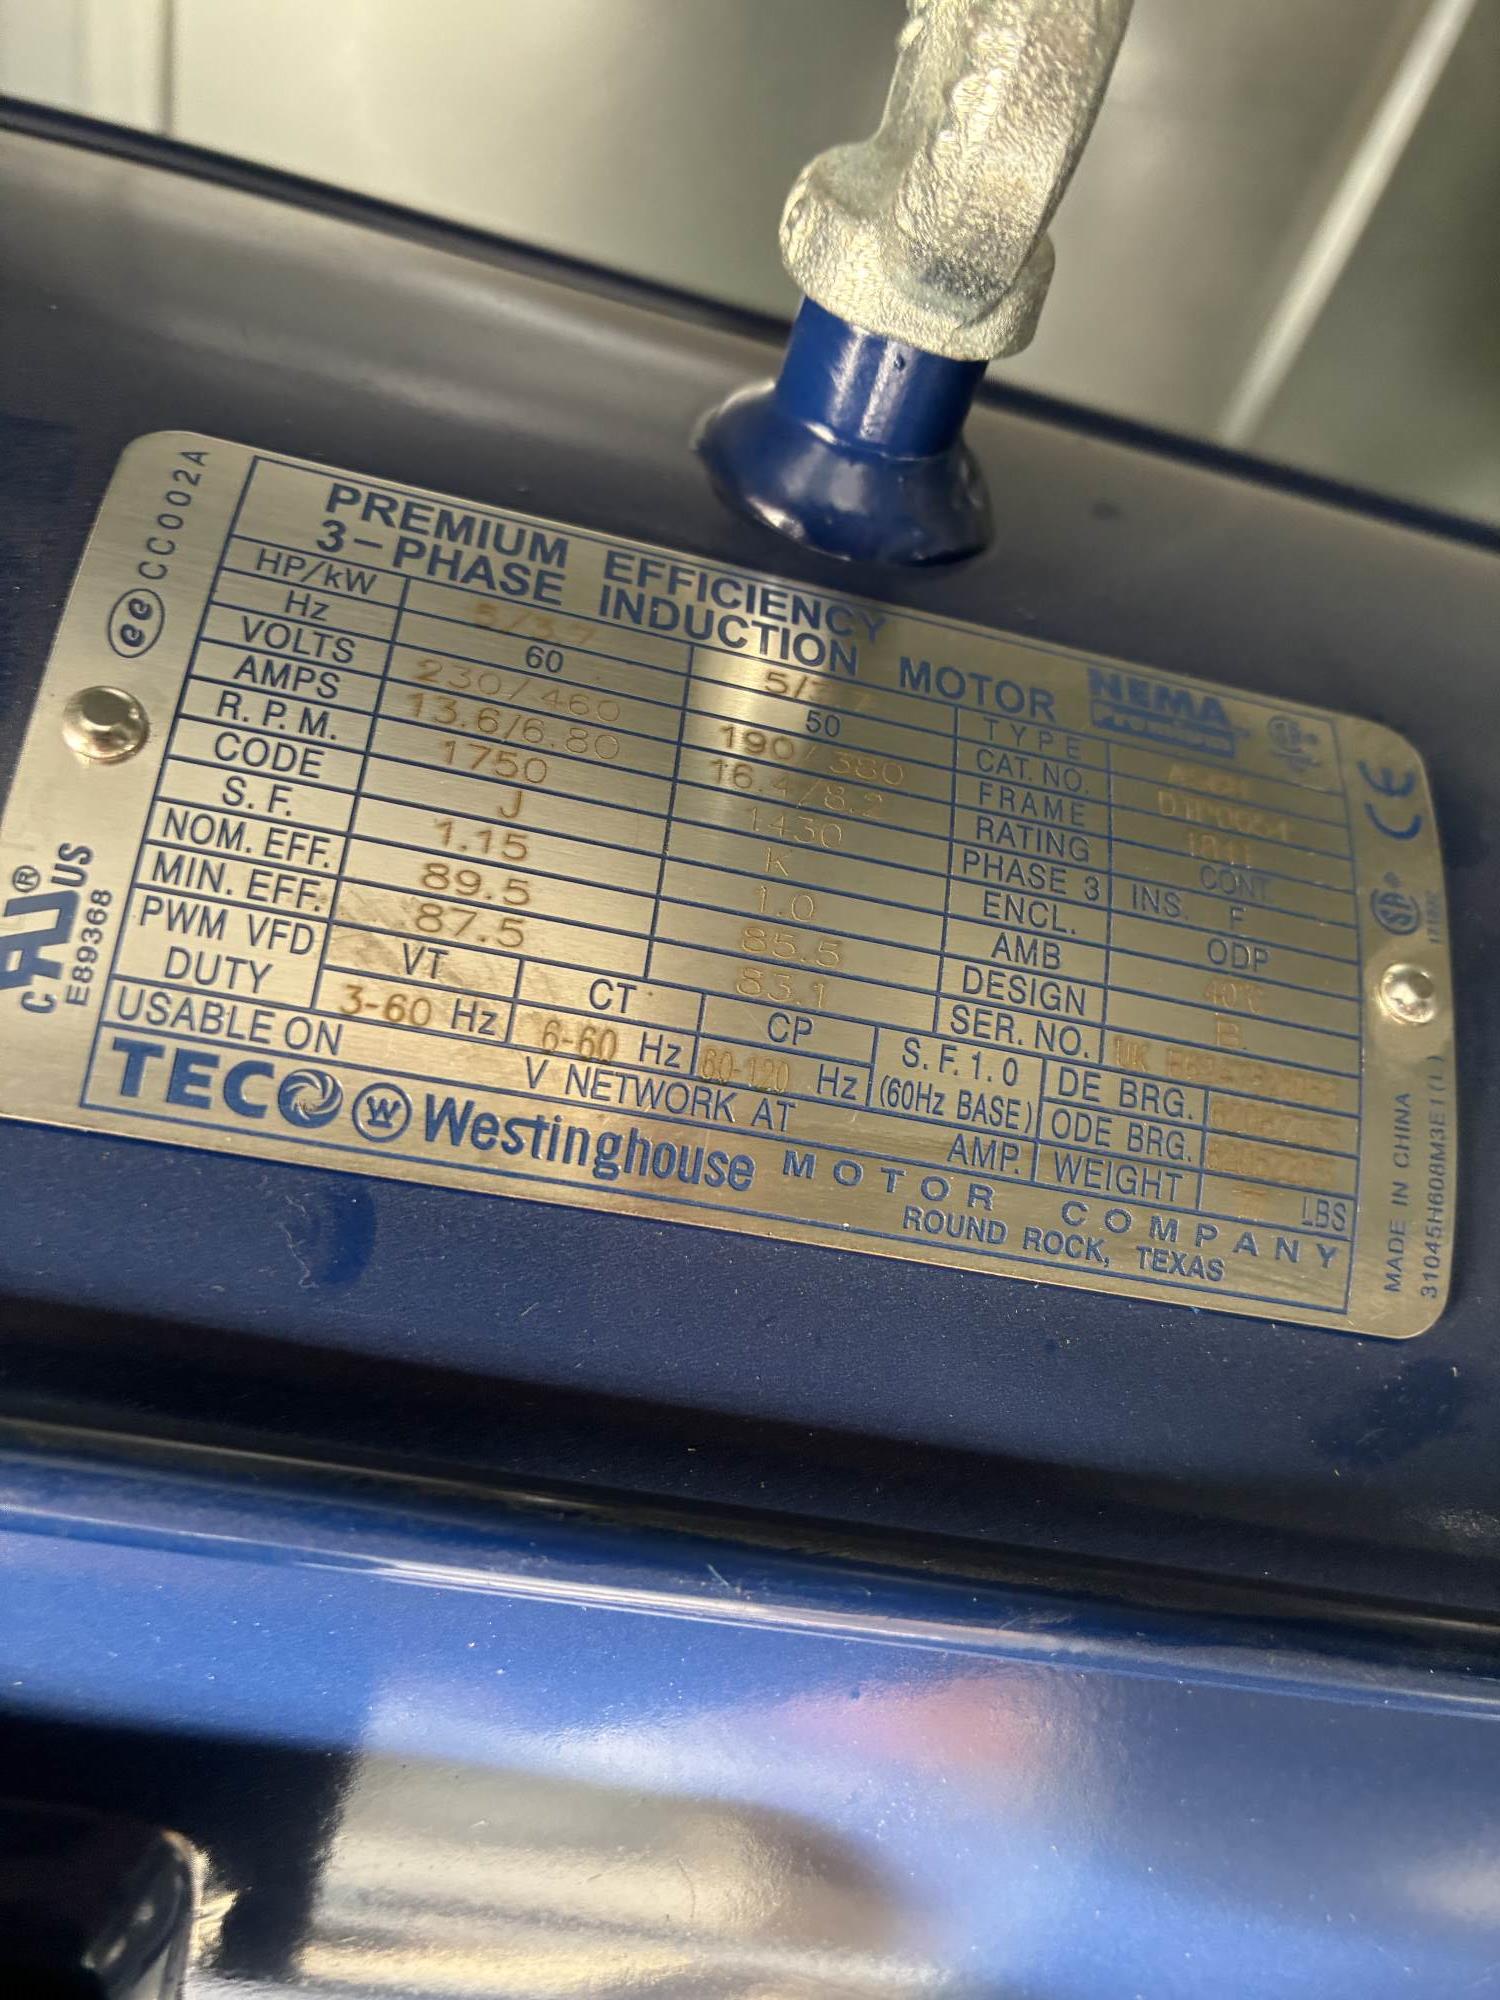 PREMIUM EFFICIENCY
3-PHASE INDUCTION MOTOR
NEMA Premium
CC002A
ee
HP/kW 5/3.7 TYPE
Hz 60 50 CAT. NO.
VOLTS 230/460 190/380 FRAME
AMPS 13.6/6.80 16.4/8.2 RATING CONT.
R.P.M. 1750 1430 PHASE 3 INS. F
CODE J K ENCL. ODP
S.F. 1.15 1.0 AMB 40°C
NOM. EFF. 89.5 85.5 DESIGN B
MIN. EFF. 87.5 83.1 SER. NO.
PWM VFD DUTY VT CT CP S.F.1.0 (60Hz BASE) DE BRG.
3-60 Hz 6-60 Hz 60-120 Hz ODE BRG.
USABLE ON V NETWORK AT AMP. WEIGHT LBS
TECO W Westinghouse MOTOR COMPANY
ROUND ROCK, TEXAS
c US ®
E89368
CE
MADE IN CHINA
31045H608M3E1(1)